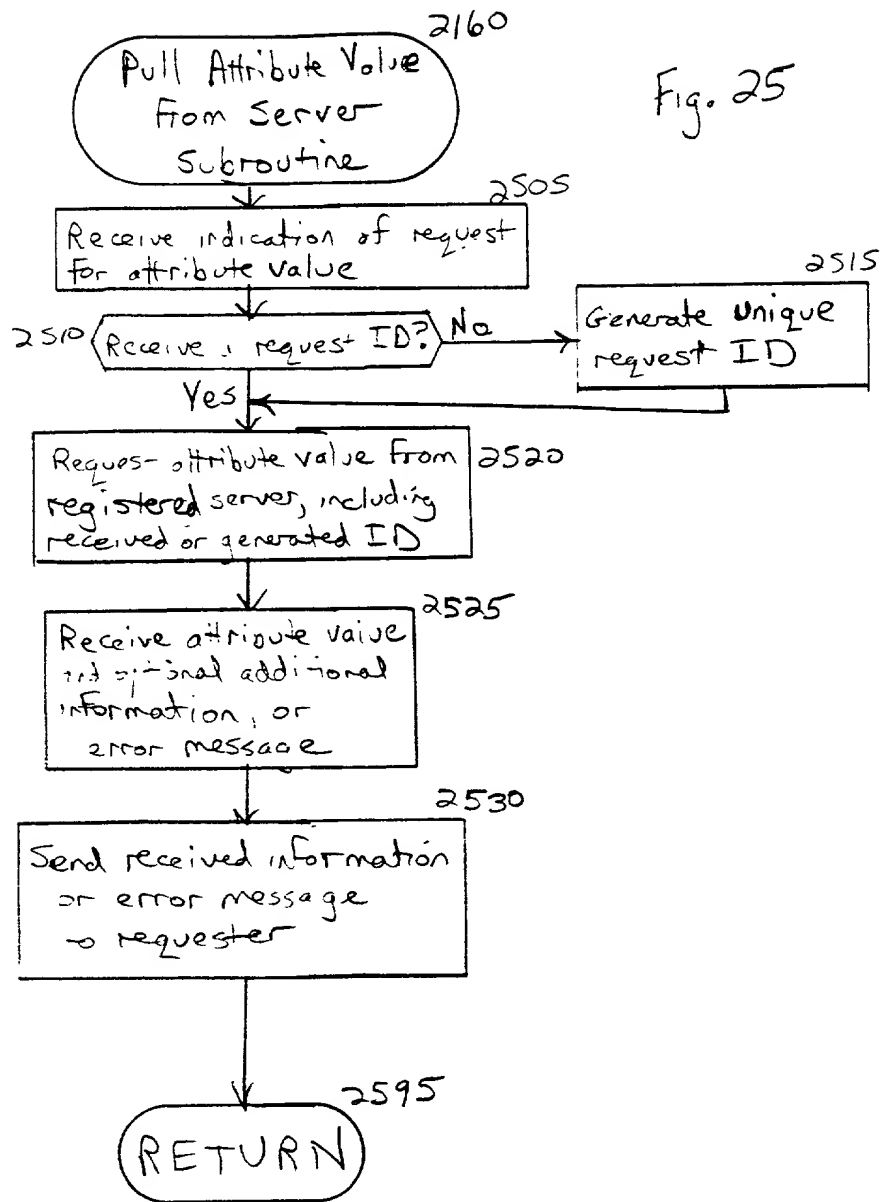 2160
Pull Attribute Value
From Server
Subroutine
Fig. 25
2505
Receive indication of request
for attribute value
2510
Receive request ID?
No
2515
Generate Unique
request ID
Yes
2520
Request attribute value from
registered server, including
received or generated ID
2525
Receive attribute value
and optional additional
information, or
error message
2530
Send received information
or error message
to requester
2595
RETURN